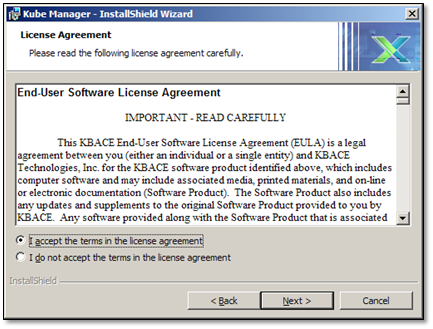 Kube Manager - InstallShield Wizard
License Agreement
Please read the following license agreement carefully.
End-User Software License Agreement
IMPORTANT - READ CAREFULLY
This KBACE End-User Software License Agreement (EULA) is a legal
agreement between you (either an individual or a single entity) and KBACE
Technologies, Inc. for the KBACE software product identified above, which includes
computer software and may include associated media, printed materials, and on-line
or electronic documentation (Software Product). The Software Product also includes
any updates and supplements to the original Software Product provided to you by
KBACE. Any software provided along with the Software Product that is associated
I accept the terms in the license agreement
I do not accept the terms in the license agreement
InstallShield
< Back
Next >
Cancel